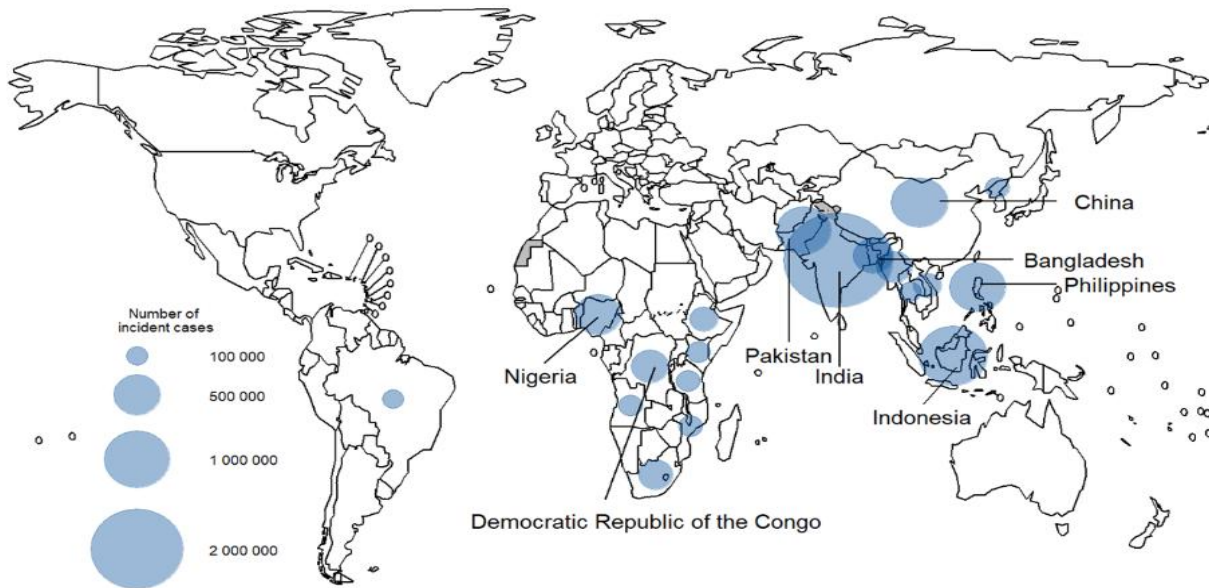 China
Bangladesh
Philippines
Number of
incident cases
100 000
500 000
1 000 000
2 000 000
Nigeria
Pakistan
India
Indonesia
Democratic Republic of the Congo